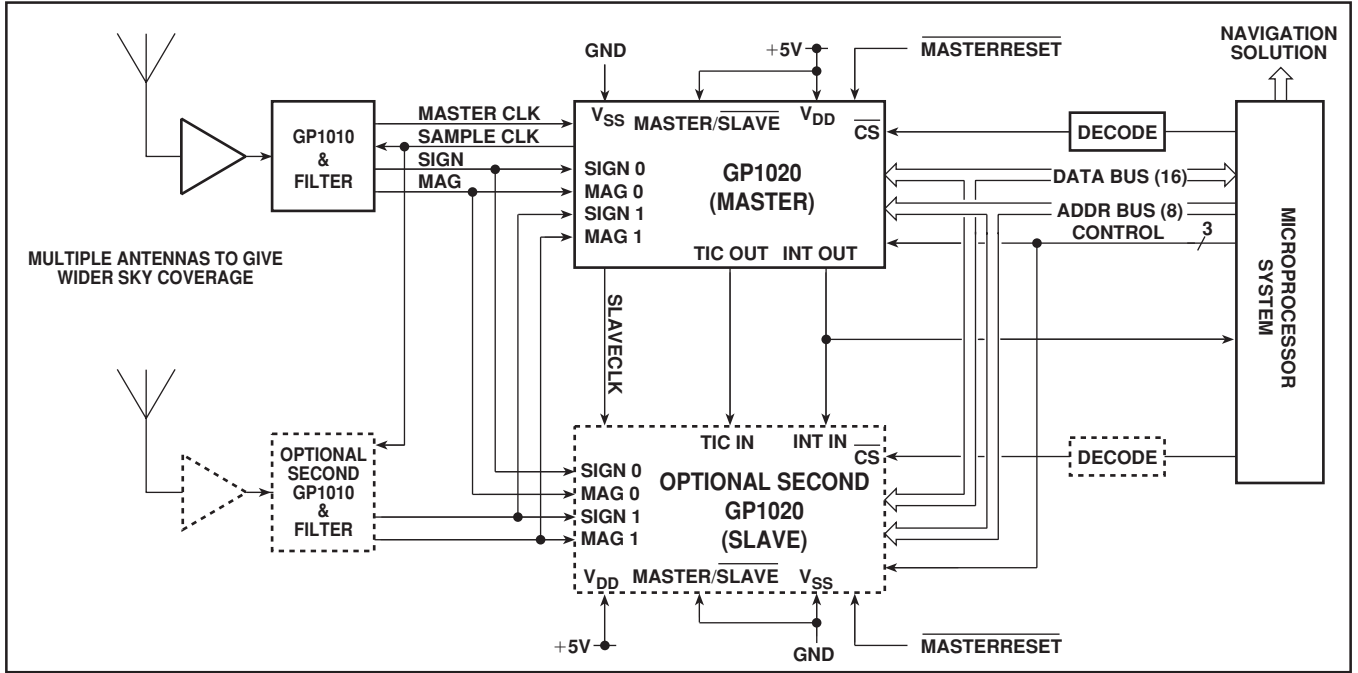 GND
+5V
MASTERRESET
NAVIGATION
SOLUTION
GP1010
&
FILTER
MASTER CLK
SAMPLE CLK
SIGN
MAG
VSS
MASTER/SLAVE
VDD
CS
SIGN 0
MAG 0
SIGN 1
MAG 1
GP1020
(MASTER)
TIC OUT
INT OUT
DECODE
DATA BUS (16)
ADDR BUS (8)
CONTROL
3
MICROPROCESSOR
SYSTEM
MULTIPLE ANTENNAS TO GIVE
WIDER SKY COVERAGE
SLAVECLK
OPTIONAL
SECOND
GP1010
&
FILTER
TIC IN
INT IN
CS
SIGN 0
MAG 0
SIGN 1
MAG 1
OPTIONAL SECOND
GP1020
(SLAVE)
VDD
MASTER/SLAVE
VSS
DECODE
+5V
GND
MASTERRESET